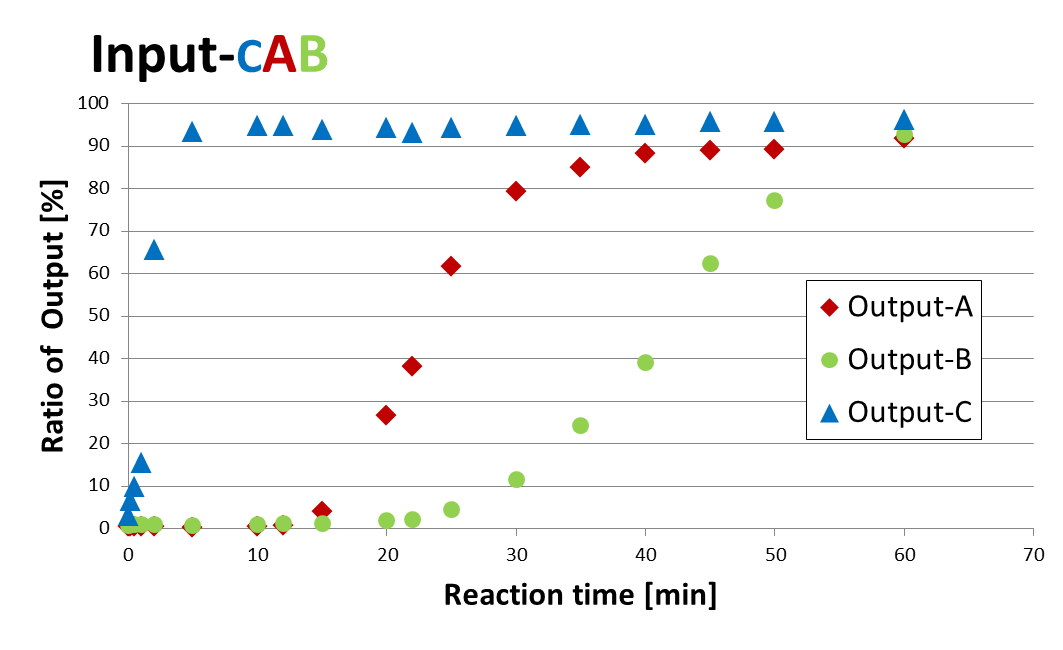 Input-cAB
100
90
80
70
60
50
40
30
20
10
0
0 10 20 30 40 50 60 70
Ratio of Output [%]
Reaction time [min]
Output-A
Output-B
Output-C